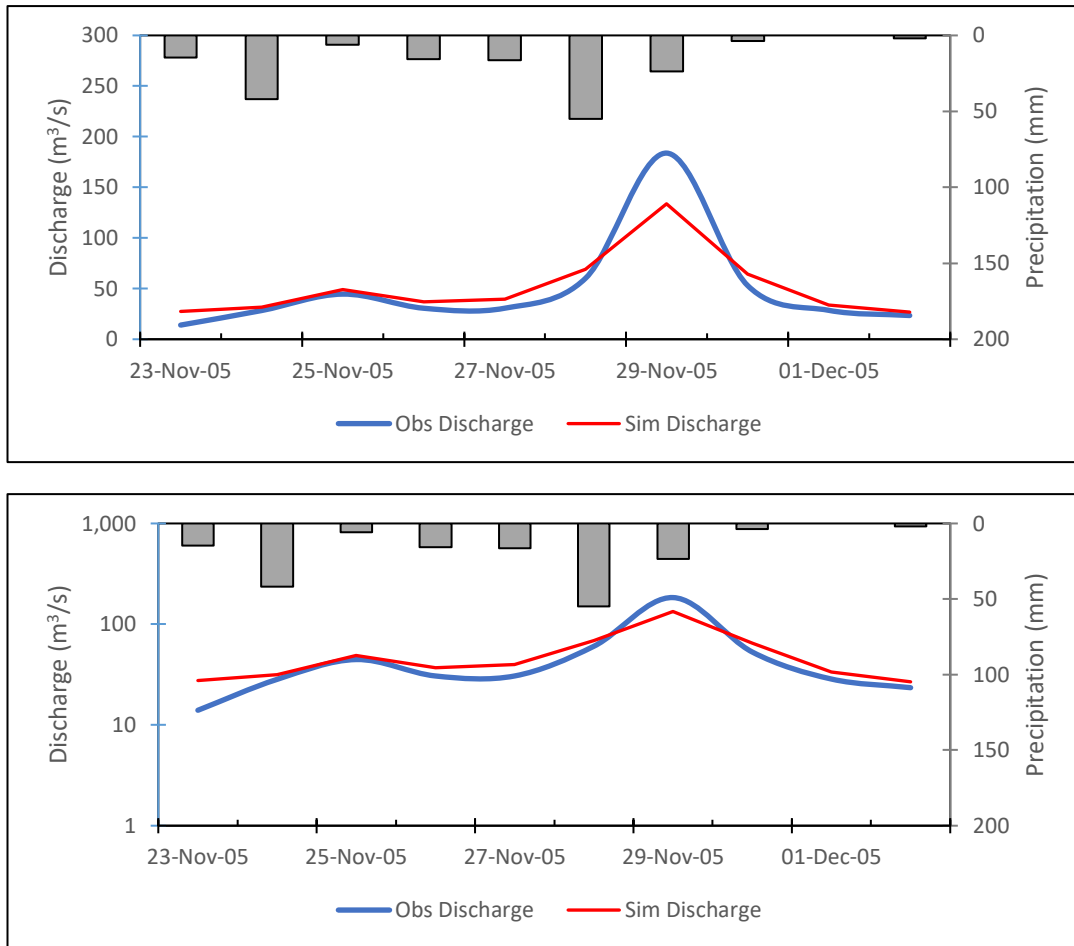 300
250
200
150
100
50
0
Discharge (m³/s)
0
50
100
150
200
Precipitation (mm)
23-Nov-05 25-Nov-05 27-Nov-05 29-Nov-05 01-Dec-05
Obs Discharge Sim Discharge
1,000
100
10
1
Discharge (m³/s)
0
50
100
150
200
Precipitation (mm)
23-Nov-05 25-Nov-05 27-Nov-05 29-Nov-05 01-Dec-05
Obs Discharge Sim Discharge